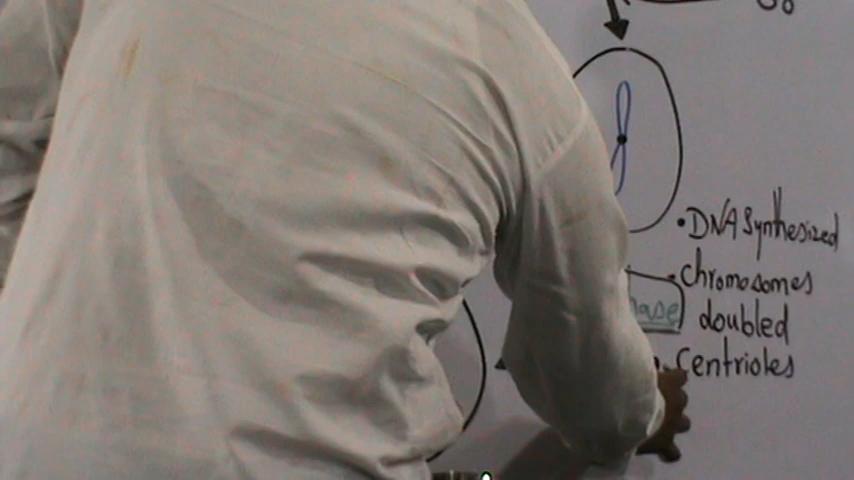 • DNA Synthesized
• chromosomes
doubled
Centrioles